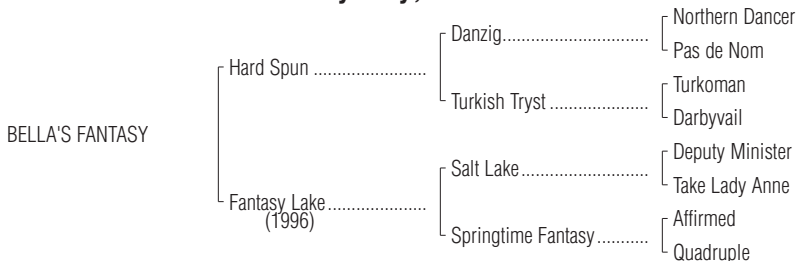 Northern Dancer
Danzig......................................
Pas de Nom
Hard Spun .............................
Turkoman
Turkish Tryst .........................
Darbyvail
BELLA'S FANTASY
Deputy Minister
Salt Lake.................................
Take Lady Anne
Fantasy Lake.........................
(1996)
Affirmed
Springtime Fantasy.............
Quadruple